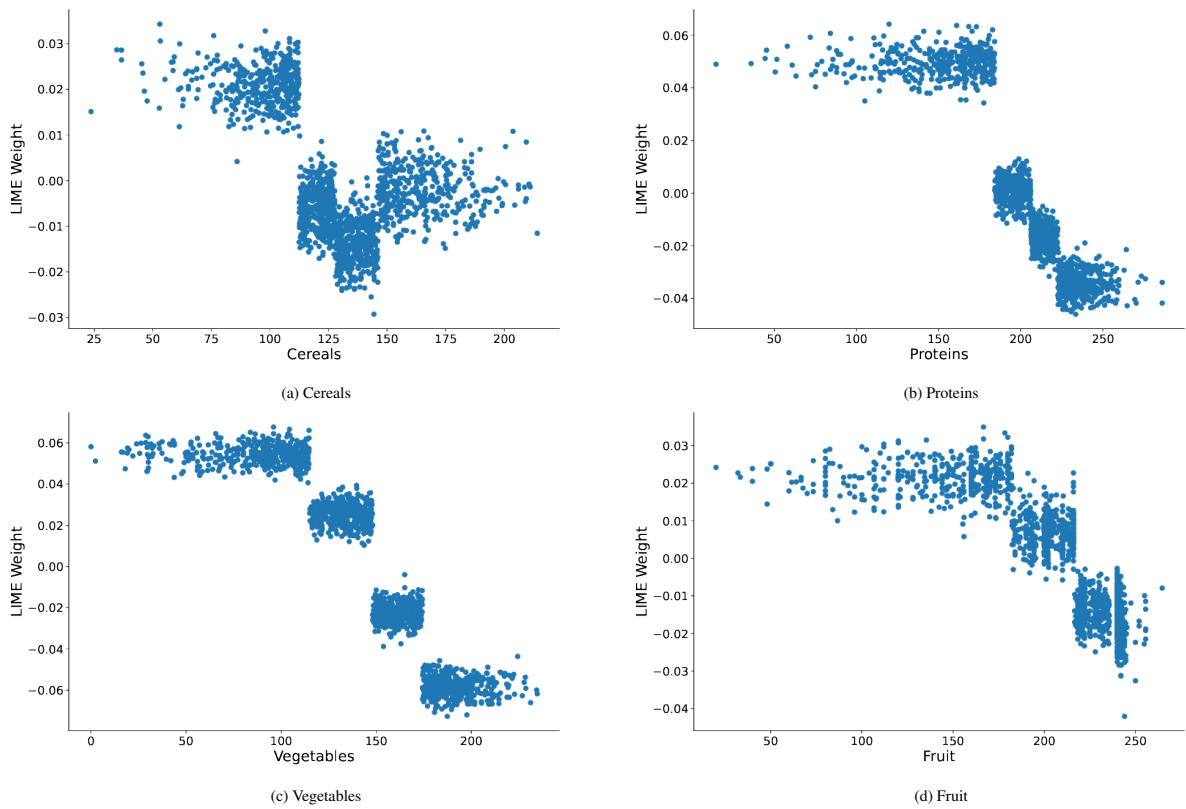 0.03
0.02
0.01
0.00
−0.01
−0.02
−0.03
LIME Weight
25 50 75 100 125 150 175 200
Cereals
(a) Cereals
0.06
0.04
0.02
0.00
−0.02
−0.04
LIME Weight
50 100 150 200 250
Proteins
(b) Proteins
0.06
0.04
0.02
0.00
−0.02
−0.04
−0.06
LIME Weight
0 50 100 150 200
Vegetables
(c) Vegetables
0.03
0.02
0.01
0.00
−0.01
−0.02
−0.03
−0.04
LIME Weight
50 100 150 200 250
Fruit
(d) Fruit